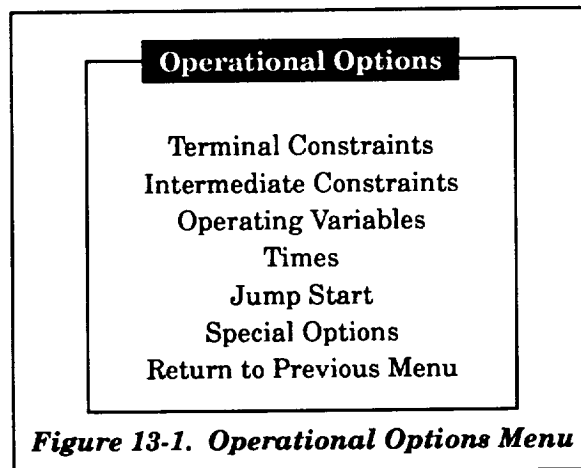 Operational Options
Terminal Constraints
Intermediate Constraints
Operating Variables
Times
Jump Start
Special Options
Return to Previous Menu
Figure 13-1. Operational Options Menu